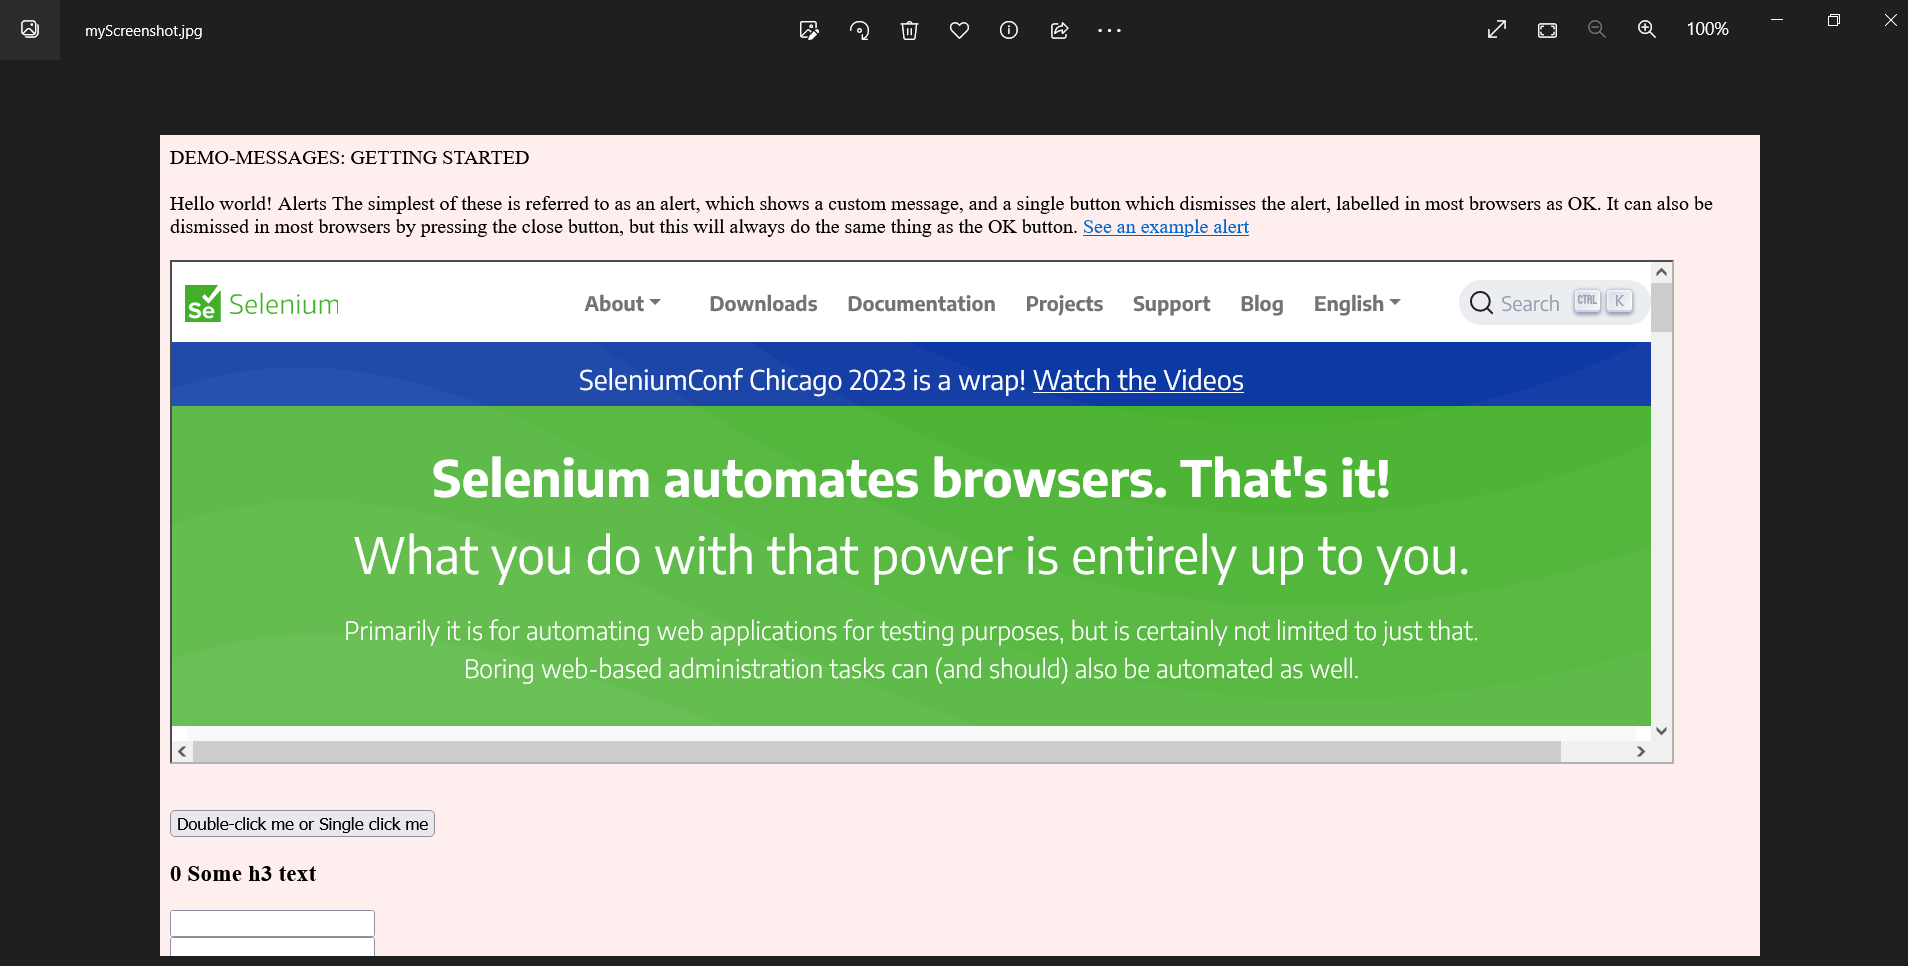 myScreenshot.jpg
100%
DEMO-MESSAGES: GETTING STARTED
Hello world! Alerts The simplest of these is referred to as an alert, which shows a custom message, and a single button which dismisses the alert, labelled in most browsers as OK. It can also be
dismissed in most browsers by pressing the close button, but this will always do the same thing as the OK button. See an example alert
Se Selenium
About Downloads Documentation Projects Support Blog English Search CTRL K
SeleniumConf Chicago 2023 is a wrap! Watch the Videos
Selenium automates browsers. That's it!
What you do with that power is entirely up to you.
Primarily it is for automating web applications for testing purposes, but is certainly not limited to just that.
Boring web-based administration tasks can (and should) also be automated as well.
Double-click me or Single click me
0 Some h3 text